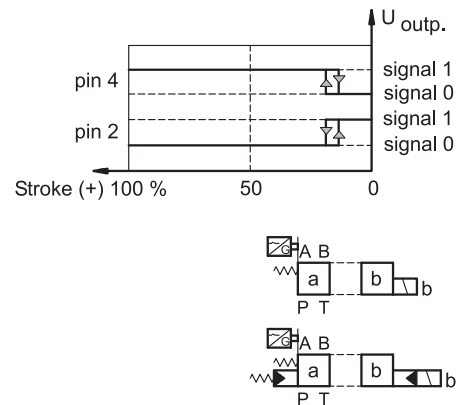 U outp.
signal 1
pin 4
signal 0
signal 1
pin 2
signal 0
Stroke (+) 100 % 50 0
G A B
a b b
P T
G A B
a b b
P T